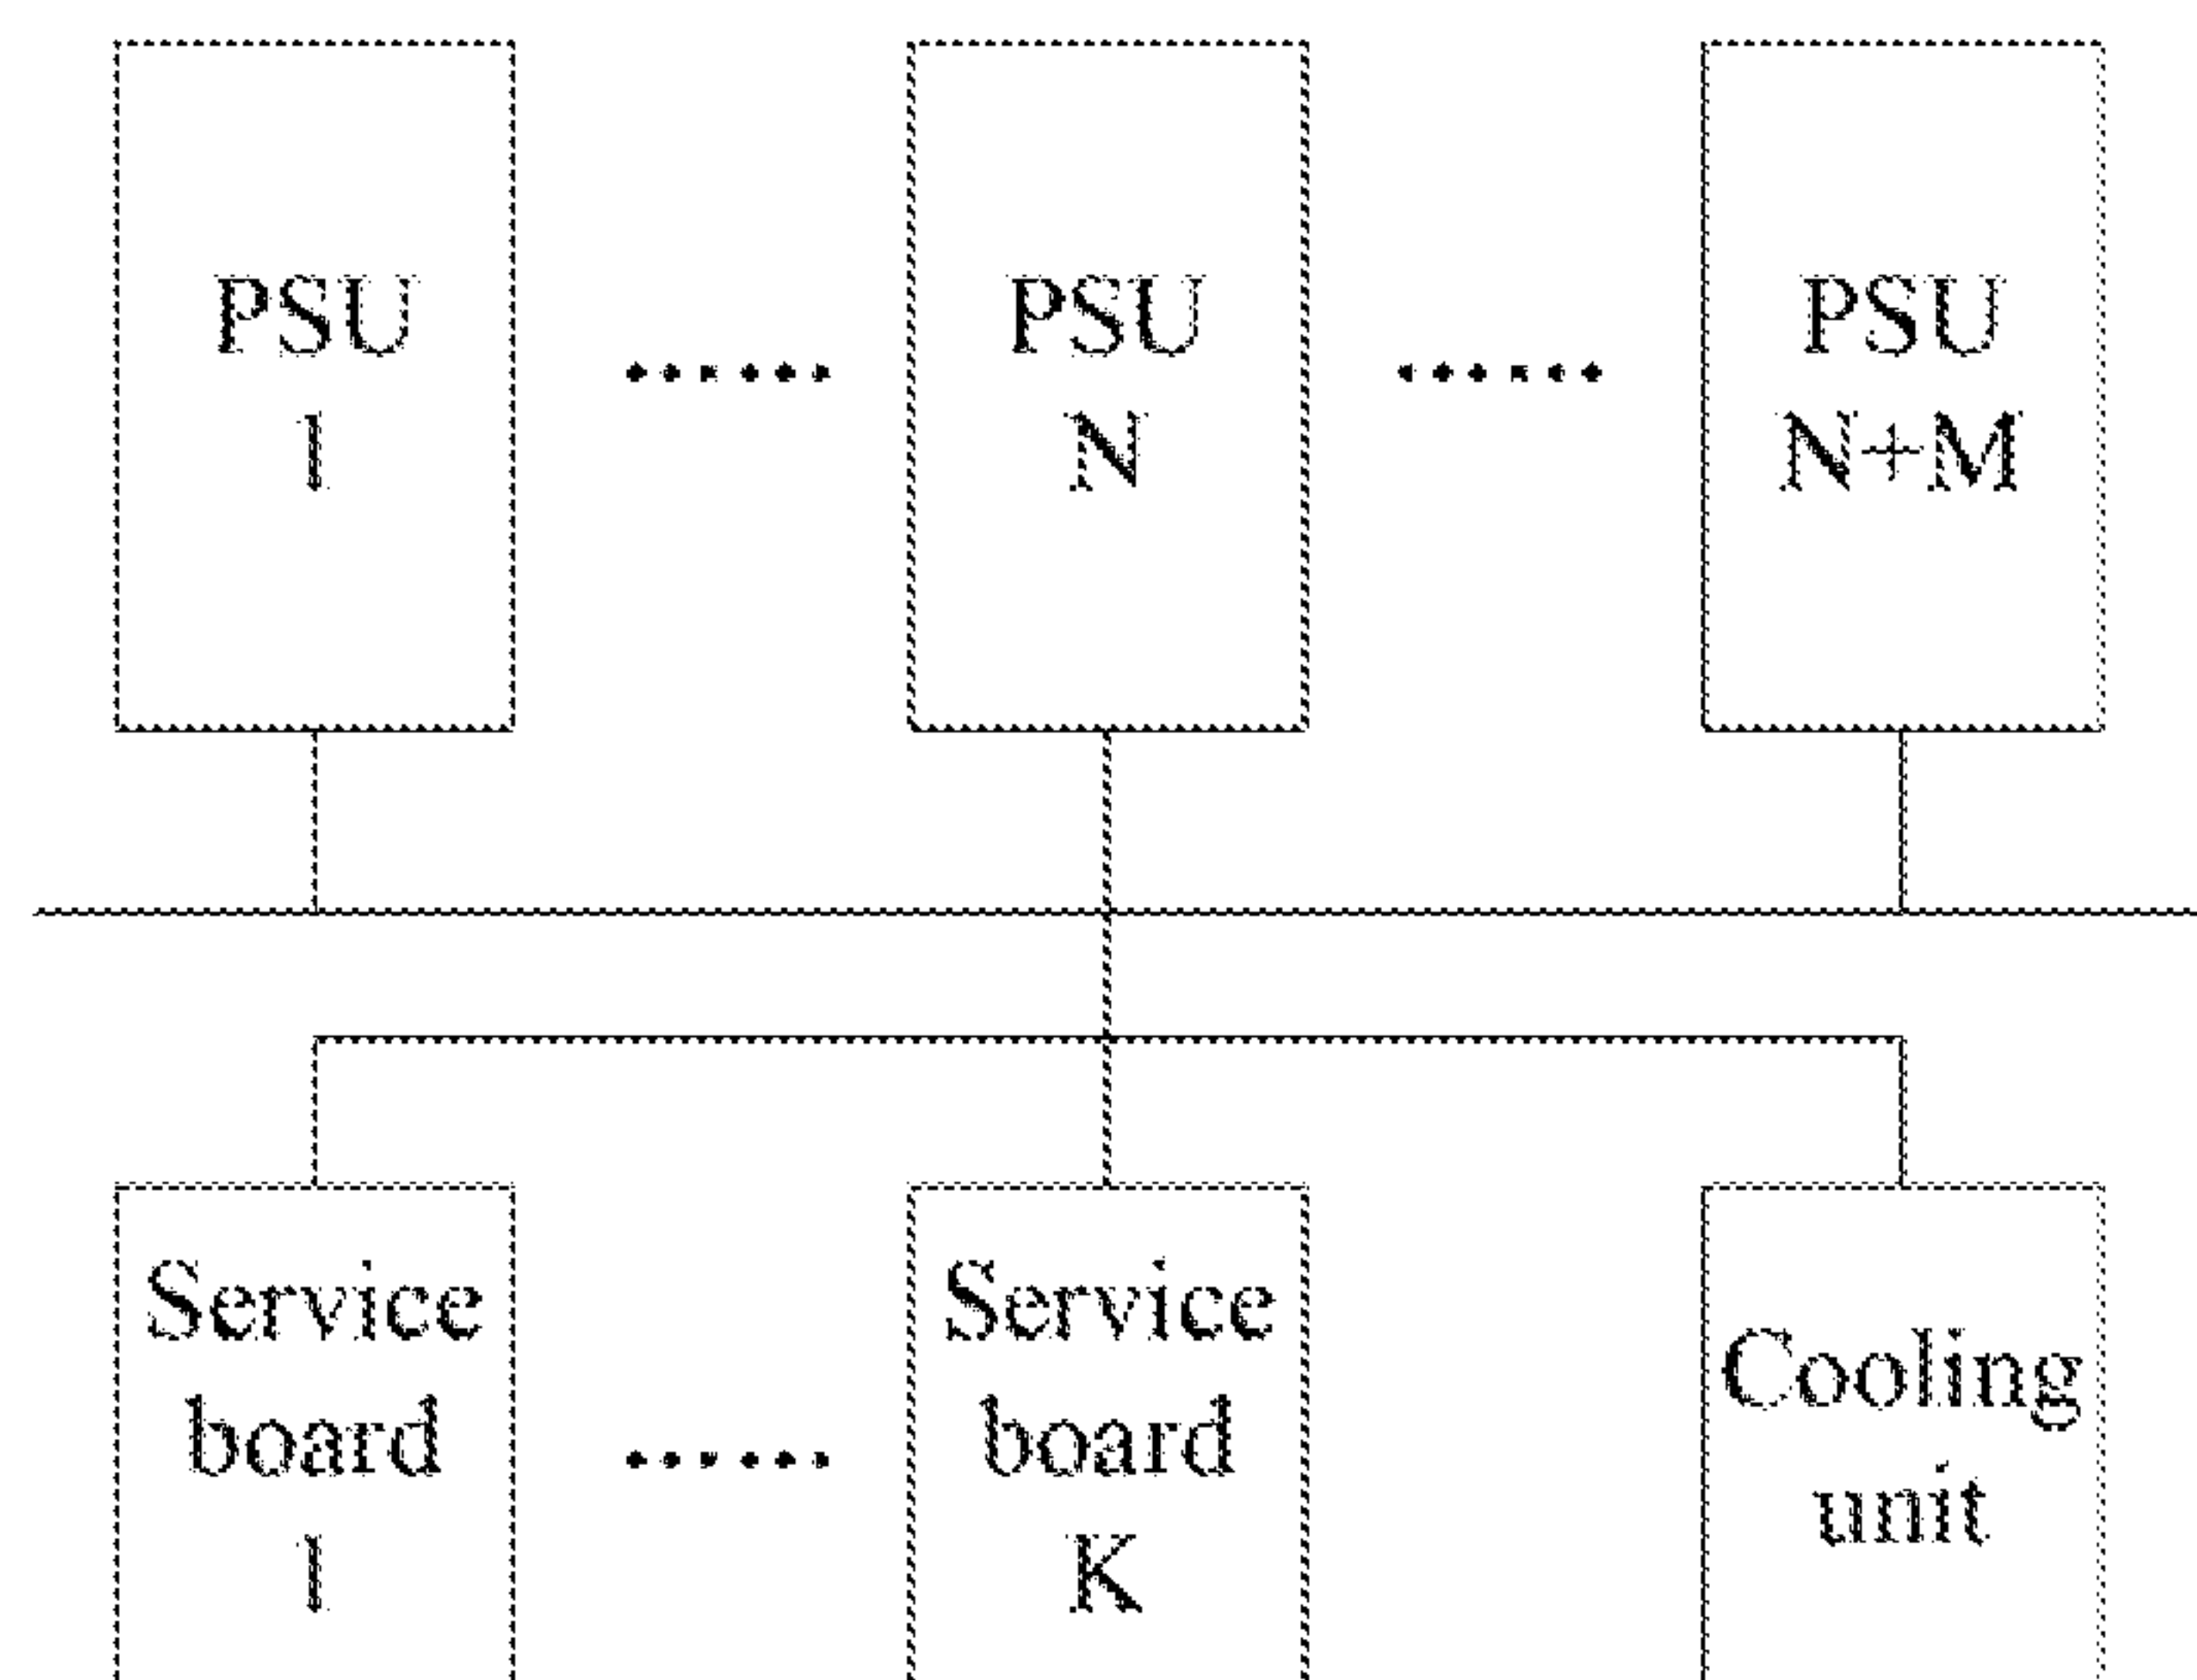 PSU
1
......
PSU
N
......
PSU
N+M
Service
board
1
......
Service
board
K
Cooling
unit